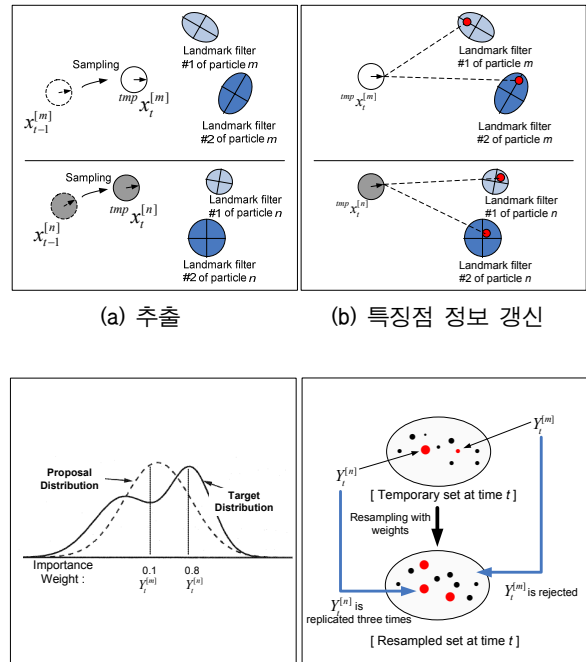 Sampling
x_{t-1}^{[m]}
^{tmp}x_t^{[m]}
Landmark filter
#1 of particle m
Landmark filter
#2 of particle m
Sampling
x_{t-1}^{[n]}
^{tmp}x_t^{[n]}
Landmark filter
#1 of particle n
Landmark filter
#2 of particle n
(a) 추출
^{tmp}x_t^{[m]}
Landmark filter
#1 of particle m
Landmark filter
#2 of particle m
^{tmp}x_t^{[n]}
Landmark filter
#1 of particle n
Landmark filter
#2 of particle n
(b) 특징점 정보 갱신
Proposal
Distribution
Target
Distribution
Importance
Weight :
0.1
0.8
Y_t^{[m]}
Y_t^{[n]}
Y_t^{[m]}
Y_t^{[n]}
[ Temporary set at time t ]
Resampling with
weights
Y_t^{[n]} is
replicated three times
Y_t^{[m]} is rejected
[ Resampled set at time t ]